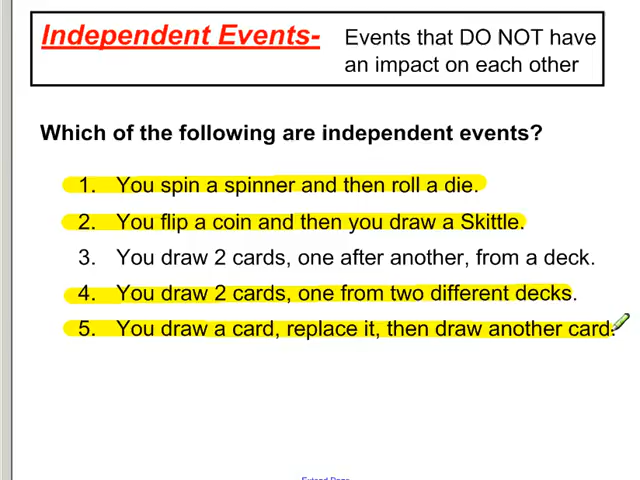 Independent Events- Events that DO NOT have
an impact on each other
Which of the following are independent events?
1. You spin a spinner and then roll a die.
2. You flip a coin and then you draw a Skittle.
3. You draw 2 cards, one after another, from a deck.
4. You draw 2 cards, one from two different decks.
5. You draw a card, replace it, then draw another card.
Extend Page